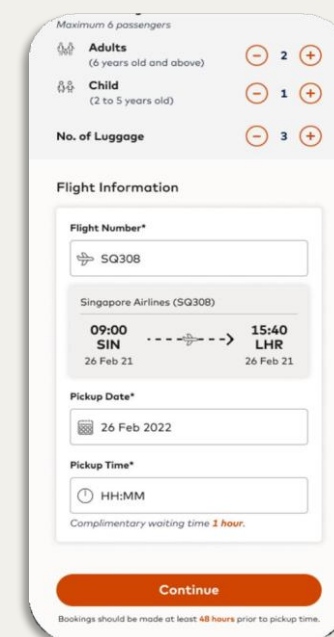 Maximum 6 passengers
Adults
(6 years old and above)
2
Child
(2 to 5 years old)
1
No. of Luggage
3
Flight Information
Flight Number*
SQ308
Singapore Airlines (SQ308)
09:00 15:40
SIN LHR
26 Feb 21 26 Feb 21
Pickup Date*
26 Feb 2022
Pickup Time*
HH:MM
Complimentary waiting time 1 hour.
Continue
Bookings should be made at least 48 hours prior to pickup time.